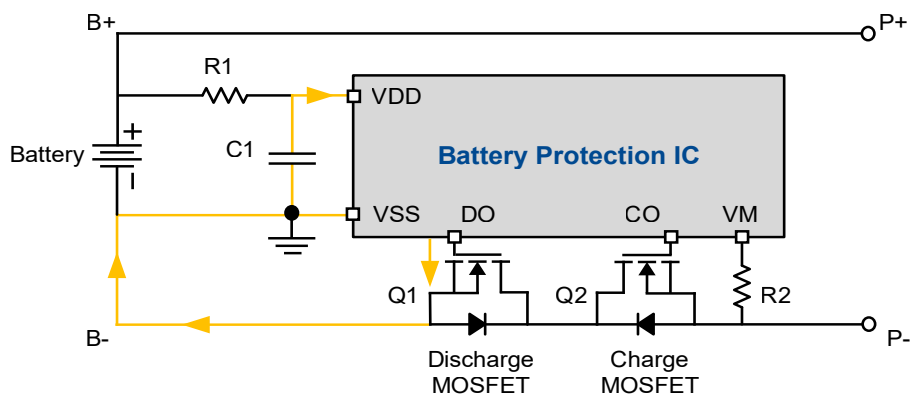 B+
P+
R1
VDD
Battery
+
C1
Battery Protection IC
VSS
DO
CO
VM
Q1
Q2
R2
B-
P-
Discharge
MOSFET
Charge
MOSFET